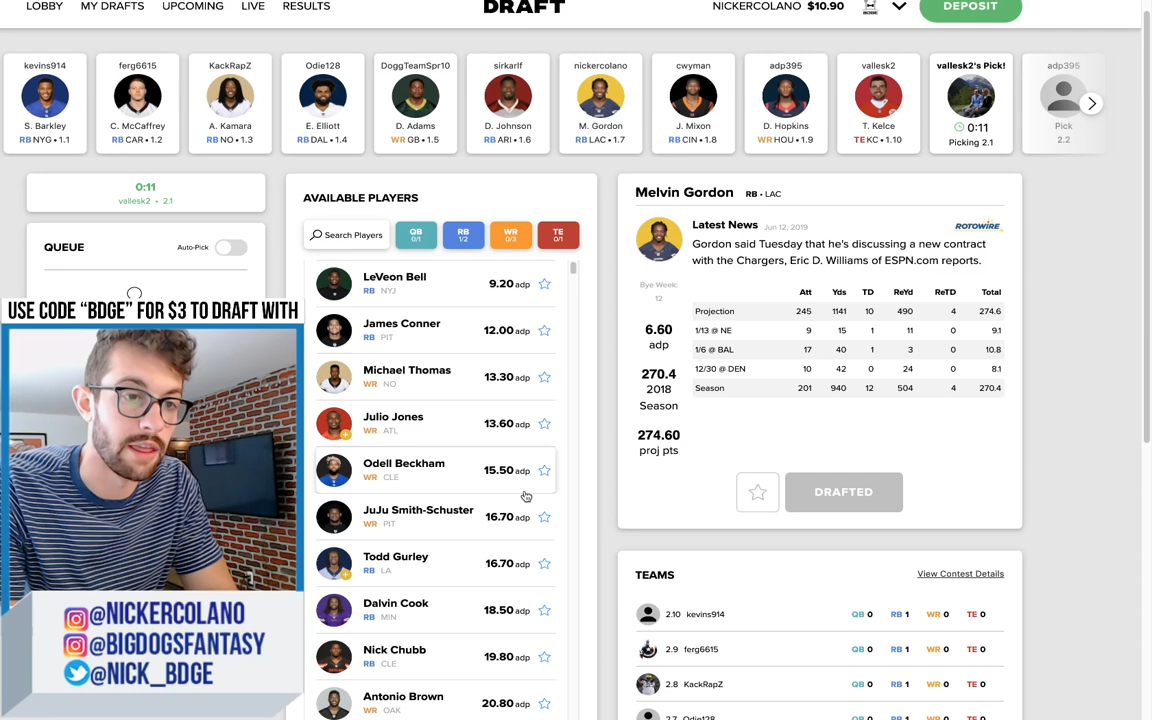 LOBBY MY DRAFTS UPCOMING LIVE RESULTS DRAFT NICKERCOLANO $10.90 DEPOSIT
kevins914 ferg6615 KackRapZ Odie128 DoggTeamSpr10 sirkarlf nickercolano cwyman adp395 vallesk2 vallesk2's Pick! adp395
0:11
S. Barkley C. McCaffrey A. Kamara E. Elliott D. Adams D. Johnson M. Gordon J. Mixon D. Hopkins T. Kelce Picking 2.1 Pick
RB NYG • 1.1 RB CAR • 1.2 RB NO • 1.3 RB DAL • 1.4 WR GB • 1.5 RB ARI • 1.6 RB LAC • 1.7 RB CIN • 1.8 WR HOU • 1.9 TE KC • 1.10 2.2
0:11
vallesk2 • 2.1
QUEUE Auto-Pick
USE CODE "BDGE" FOR $3 TO DRAFT WITH
@NICKERCOLANO
@BIGDOGSFANTASY
@NICK_BDGE
AVAILABLE PLAYERS
Search Players QB 0/1 RB 1/2 WR 0/3 TE 0/1
LeVeon Bell 9.20 adp
RB NYJ
James Conner 12.00 adp
RB PIT
Michael Thomas 13.30 adp
WR NO
Julio Jones 13.60 adp
WR ATL
Odell Beckham 15.50 adp
WR CLE
JuJu Smith-Schuster 16.70 adp
WR PIT
Todd Gurley 16.70 adp
RB LA
Dalvin Cook 18.50 adp
RB MIN
Nick Chubb 19.80 adp
RB CLE
Antonio Brown 20.80 adp
WR OAK
Melvin Gordon RB • LAC
Latest News Jun 12, 2019 ROTOWIRE
Gordon said Tuesday that he's discussing a new contract
with the Chargers, Eric D. Williams of ESPN.com reports.
Bye Week:
12
6.60
adp
270.4
2018
Season
274.60
proj pts
Att Yds TD ReYd ReTD Total
Projection 245 1141 10 490 4 274.6
1/13 @ NE 9 15 1 11 0 9.1
1/6 @ BAL 17 40 1 3 0 10.8
12/30 @ DEN 10 42 0 24 0 8.1
Season 201 940 12 504 4 270.4
DRAFTED
TEAMS View Contest Details
2.10 kevins914 QB 0 RB 1 WR 0 TE 0
2.9 ferg6615 QB 0 RB 1 WR 0 TE 0
2.8 KackRapZ QB 0 RB 1 WR 0 TE 0
2.7 Odie128 QB 0 RB 1 WR 0 TE 0